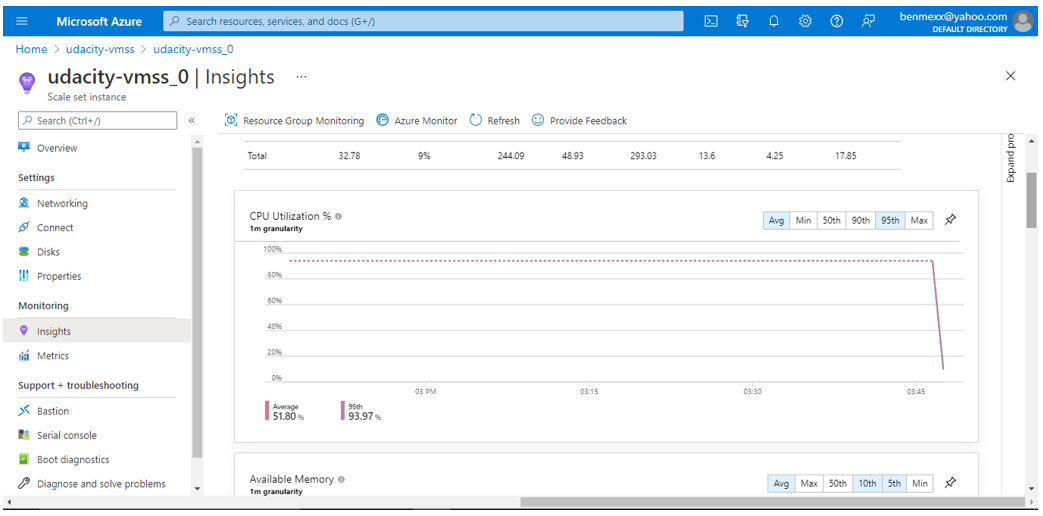 Microsoft Azure
Search resources, services, and docs (G+/)
benmexx@yahoo.com
DEFAULT DIRECTORY
Home > udacity-vmss > udacity-vmss_0
udacity-vmss_0 | Insights ...
Scale set instance
Search (Ctrl+/)
«
Resource Group Monitoring
Azure Monitor
Refresh
Provide Feedback
Overview
Settings
Networking
Connect
Disks
Properties
Monitoring
Insights
Metrics
Support + troubleshooting
Bastion
Serial console
Boot diagnostics
Diagnose and solve problems
Total 32.78 9% 244.09 48.93 293.03 13.6 4.25 17.85
Expand pro
CPU Utilization %
1m granularity
Avg Min 50th 90th 95th Max
100%
80%
60%
40%
20%
0%
03 PM 03:15 03:30 03:45
Average
51.80 %
95th
93.97 %
Available Memory
1m granularity
Avg Max 50th 10th 5th Min